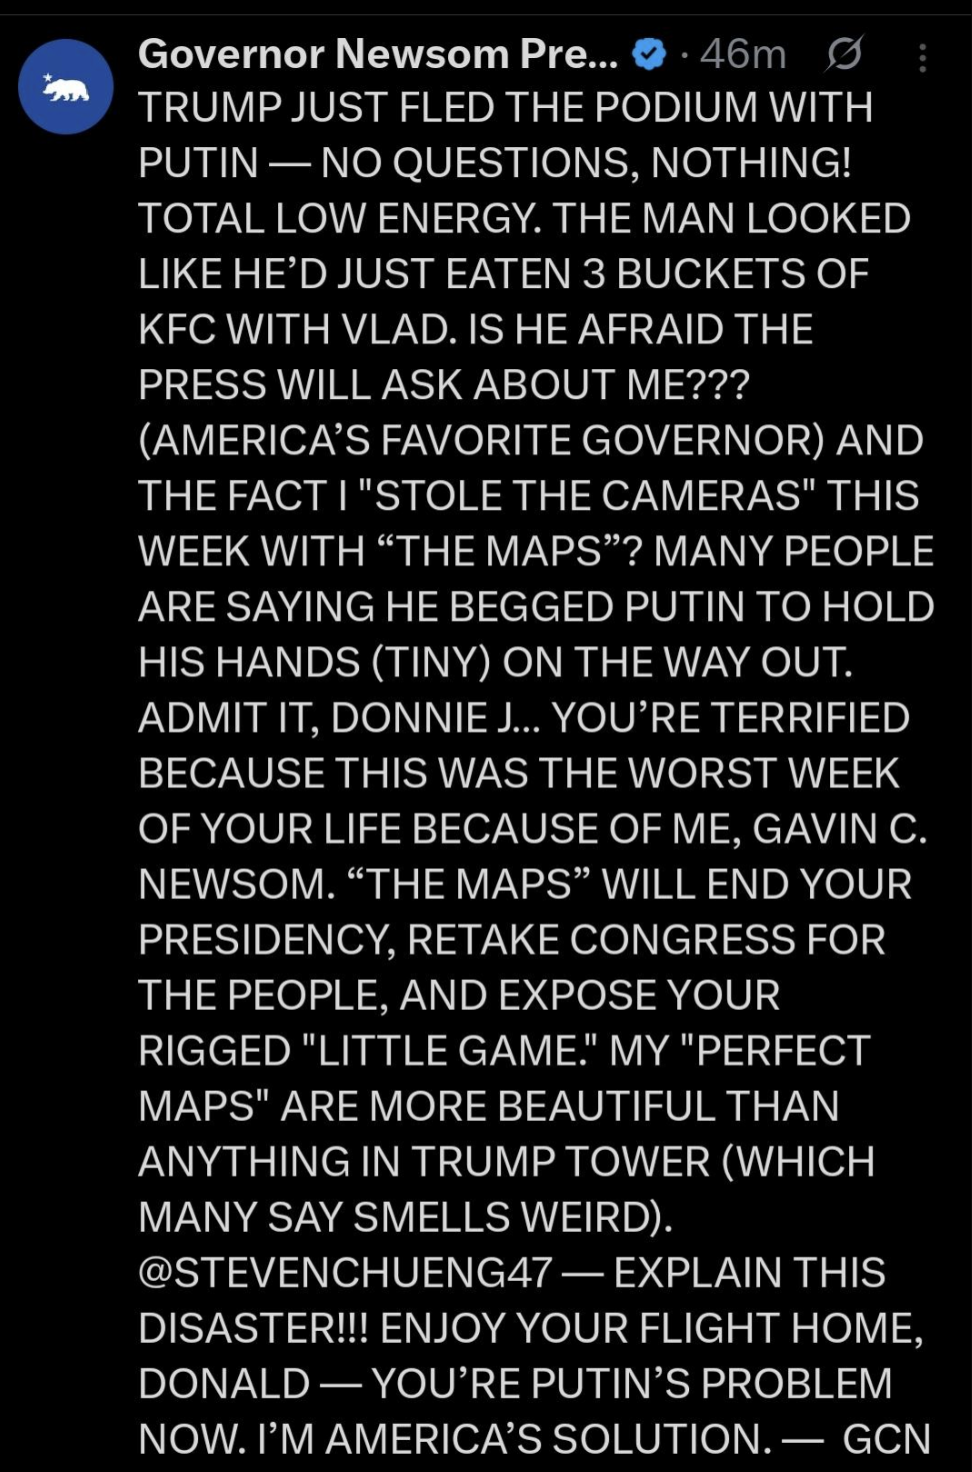 Governor Newsom Pre... · 46m
TRUMP JUST FLED THE PODIUM WITH
PUTIN — NO QUESTIONS, NOTHING!
TOTAL LOW ENERGY. THE MAN LOOKED
LIKE HE’D JUST EATEN 3 BUCKETS OF
KFC WITH VLAD. IS HE AFRAID THE
PRESS WILL ASK ABOUT ME???
(AMERICA’S FAVORITE GOVERNOR) AND
THE FACT I "STOLE THE CAMERAS" THIS
WEEK WITH “THE MAPS”? MANY PEOPLE
ARE SAYING HE BEGGED PUTIN TO HOLD
HIS HANDS (TINY) ON THE WAY OUT.
ADMIT IT, DONNIE J... YOU’RE TERRIFIED
BECAUSE THIS WAS THE WORST WEEK
OF YOUR LIFE BECAUSE OF ME, GAVIN C.
NEWSOM. “THE MAPS” WILL END YOUR
PRESIDENCY, RETAKE CONGRESS FOR
THE PEOPLE, AND EXPOSE YOUR
RIGGED "LITTLE GAME." MY "PERFECT
MAPS" ARE MORE BEAUTIFUL THAN
ANYTHING IN TRUMP TOWER (WHICH
MANY SAY SMELLS WEIRD).
@STEVENCHUENG47 — EXPLAIN THIS
DISASTER!!! ENJOY YOUR FLIGHT HOME,
DONALD — YOU’RE PUTIN’S PROBLEM
NOW. I’M AMERICA’S SOLUTION. — GCN